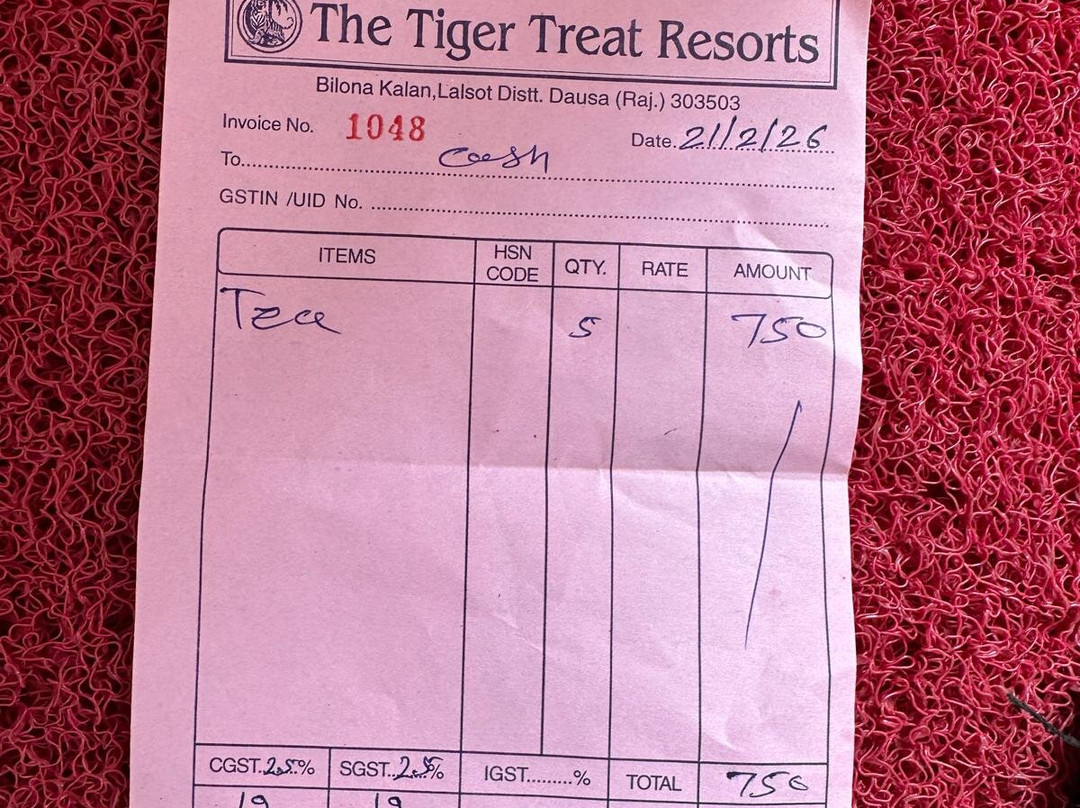 The Tiger Treat Resorts
Bilona Kalan,Lalsot Distt. Dausa (Raj.) 303503
Invoice No. 1048 Date. 21/2/26
To. Cash
GSTIN /UID No.
ITEMS HSN CODE QTY. RATE AMOUNT
Tea 5 750
CGST. 2.5% SGST. 2.5% IGST.........% TOTAL 750
19 19